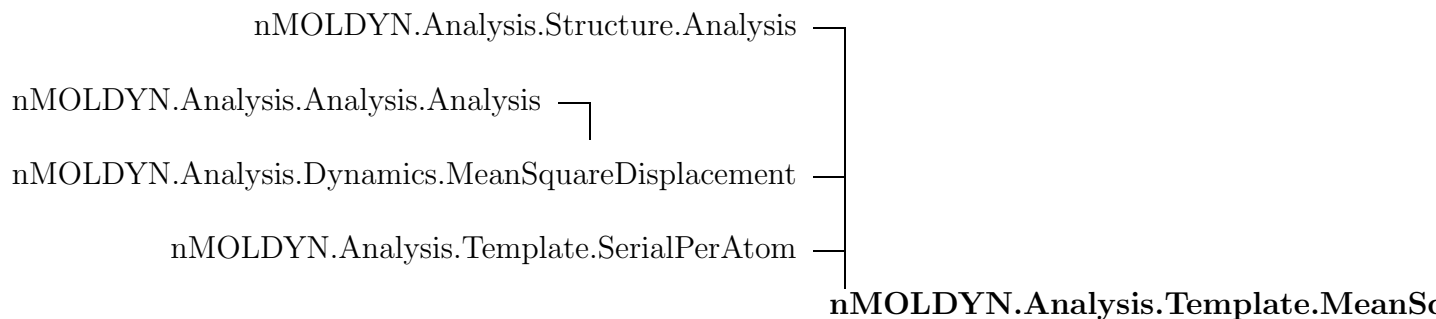 nMOLDYN.Analysis.Structure.Analysis
nMOLDYN.Analysis.Analysis.Analysis
nMOLDYN.Analysis.Dynamics.MeanSquareDisplacement
nMOLDYN.Analysis.Template.SerialPerAtom
nMOLDYN.Analysis.Template.MeanS